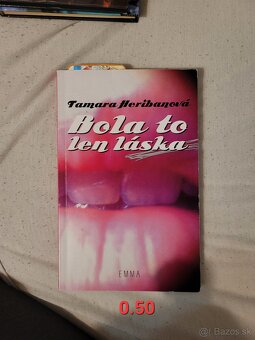 Tamara Heribanová
Bola to
len láska
EMMA
0.50
© Bazos.sk